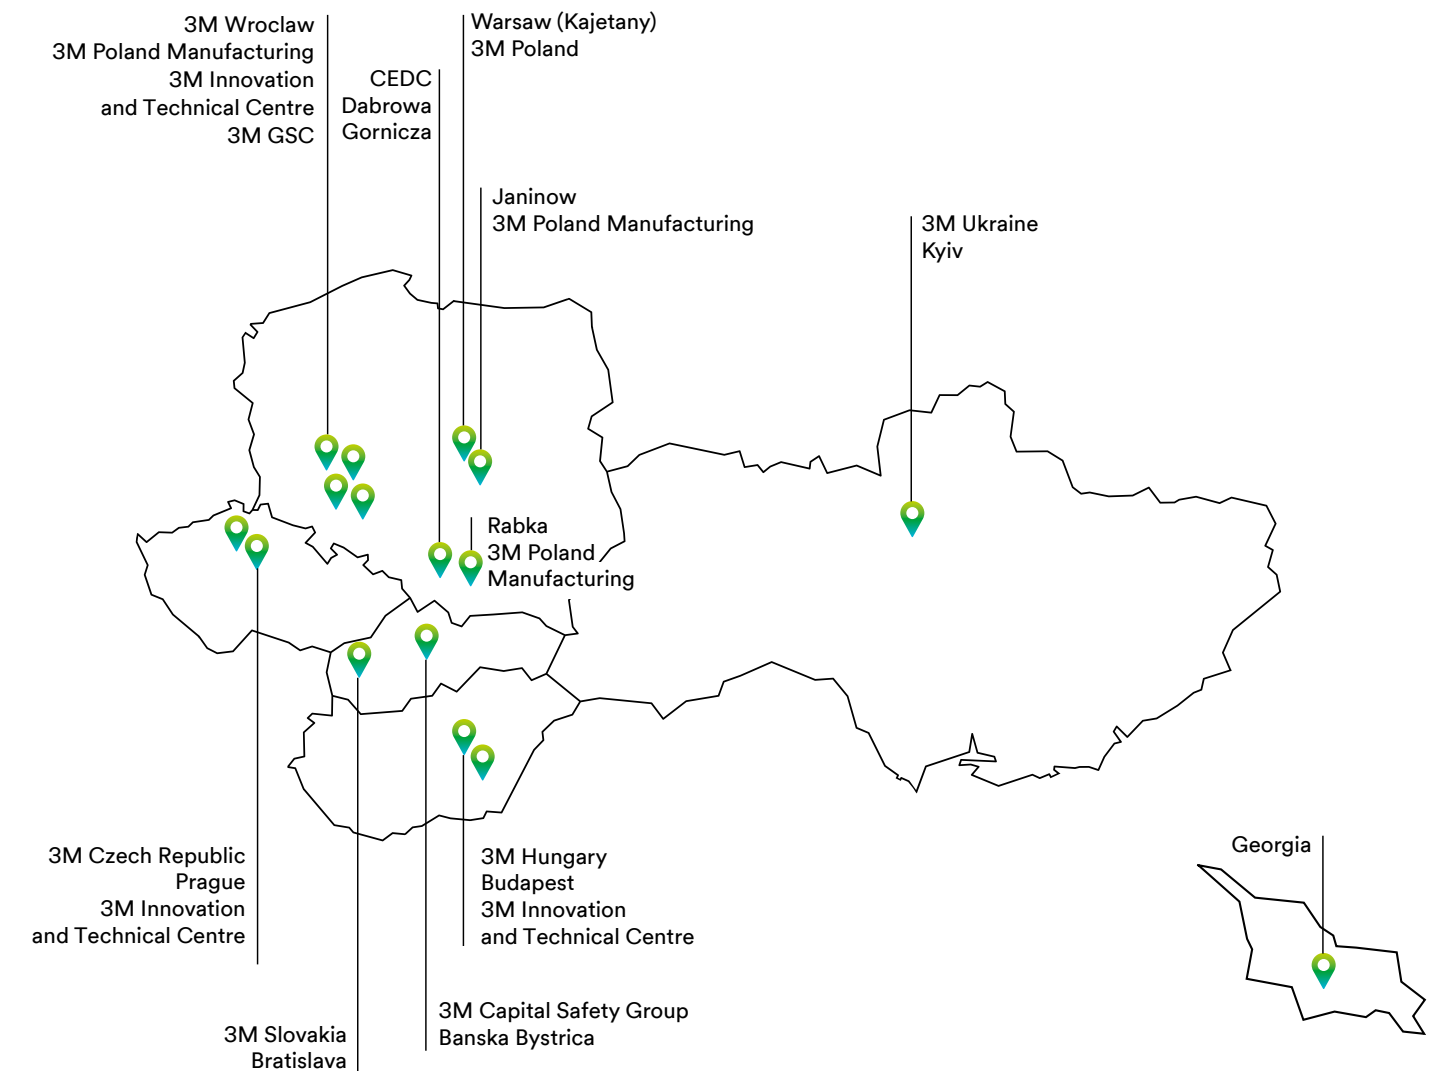 3M Wroclaw
3M Poland Manufacturing
3M Innovation
and Technical Centre
3M GSC
CEDC
Dabrowa
Gornicza
Warsaw (Kajetany)
3M Poland
Janinow
3M Poland Manufacturing
3M Ukraine
Kyiv
Rabka
3M Poland
Manufacturing
3M Czech Republic
Prague
3M Innovation
and Technical Centre
3M Hungary
Budapest
3M Innovation
and Technical Centre
Georgia
3M Slovakia
Bratislava
3M Capital Safety Group
Banska Bystrica